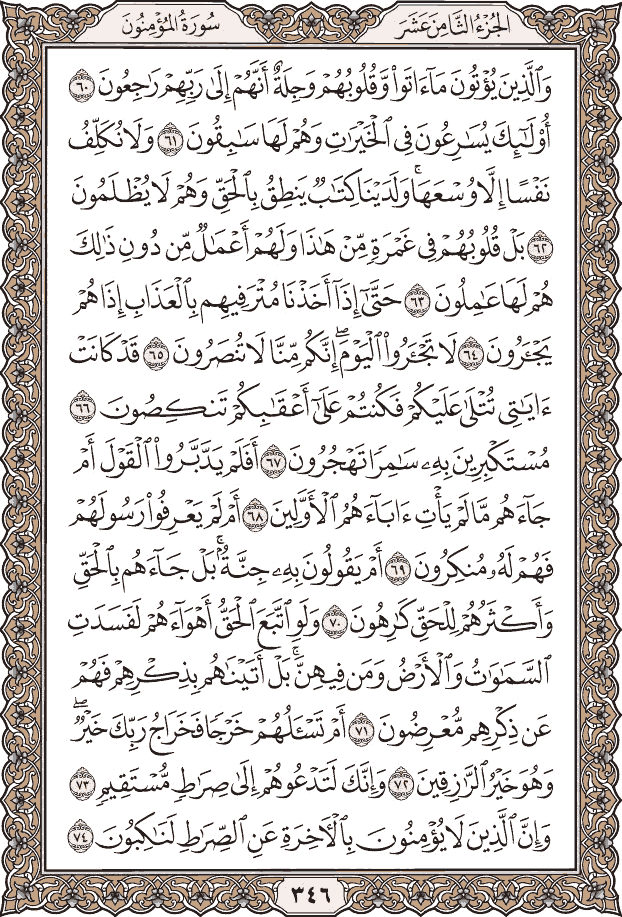 الجزء الثامن عشر
سورة المؤمنون
وَالَّذِينَ يُؤْتُونَ مَآ ءَاتَوا۟ وَّقُلُوبُهُمْ وَجِلَةٌ أَنَّهُمْ إِلَىٰ رَبِّهِمْ رَٰجِعُونَ ٦٠
أُو۟لَٰٓئِكَ يُسَٰرِعُونَ فِى ٱلْخَيْرَٰتِ وَهُمْ لَهَا سَٰبِقُونَ ٦١ وَلَا نُكَلِّفُ
نَفْسًا إِلَّا وُسْعَهَا ۚ وَلَدَيْنَا كِتَٰبٌ يَنطِقُ بِٱلْحَقِّ وَهُمْ لَا يُظْلَمُونَ
٦٢ بَلْ قُلُوبُهُمْ فِى غَمْرَةٍ مِّنْ هَٰذَا وَلَهُمْ أَعْمَٰلٌ مِّن دُونِ ذَٰلِكَ
هُمْ لَهَا عَٰمِلُونَ ٦٣ حَتَّىٰٓ إِذَآ أَخَذْنَا مُتْرَفِيهِم بِٱلْعَذَابِ إِذَا هُمْ
يَجْـَٔرُونَ ٦٤ لَا تَجْـَٔرُوا۟ ٱلْيَوْمَ ۖ إِنَّكُم مِّنَّا لَا تُنصَرُونَ ٦٥ قَدْ كَانَتْ
ءَايَٰتِى تُتْلَىٰ عَلَيْكُمْ فَكُنتُمْ عَلَىٰٓ أَعْقَٰبِكُمْ تَنكِصُونَ ٦٦
مُسْتَكْبِرِينَ بِهِۦ سَٰمِرًا تَهْجُرُونَ ٦٧ أَفَلَمْ يَدَّبَّرُوا۟ ٱلْقَوْلَ أَمْ
جَآءَهُم مَّا لَمْ يَأْتِ ءَابَآءَهُمُ ٱلْأَوَّلِينَ ٦٨ أَمْ لَمْ يَعْرِفُوا۟ رَسُولَهُمْ
فَهُمْ لَهُۥ مُنكِرُونَ ٦٩ أَمْ يَقُولُونَ بِهِۦ جِنَّةٌۢ ۚ بَلْ جَآءَهُم بِٱلْحَقِّ
وَأَكْثَرُهُمْ لِلْحَقِّ كَٰرِهُونَ ٧٠ وَلَوِ ٱتَّبَعَ ٱلْحَقُّ أَهْوَآءَهُمْ لَفَسَدَتِ
ٱلسَّمَٰوَٰتُ وَٱلْأَرْضُ وَمَن فِيهِنَّ ۚ بَلْ أَتَيْنَٰهُم بِذِكْرِهِمْ فَهُمْ
عَن ذِكْرِهِم مُّعْرِضُونَ ٧١ أَمْ تَسْـَٔلُهُمْ خَرْجًا فَخَرَاجُ رَبِّكَ خَيْرٌ ۖ
وَهُوَ خَيْرُ ٱلرَّٰزِقِينَ ٧٢ وَإِنَّكَ لَتَدْعُوهُمْ إِلَىٰ صِرَٰطٍ مُّسْتَقِيمٍ ٧٣
وَإِنَّ ٱلَّذِينَ لَا يُؤْمِنُونَ بِٱلْـَٔاخِرَةِ عَنِ ٱلصِّرَٰطِ لَنَٰكِبُونَ ٧٤
٣٤٦